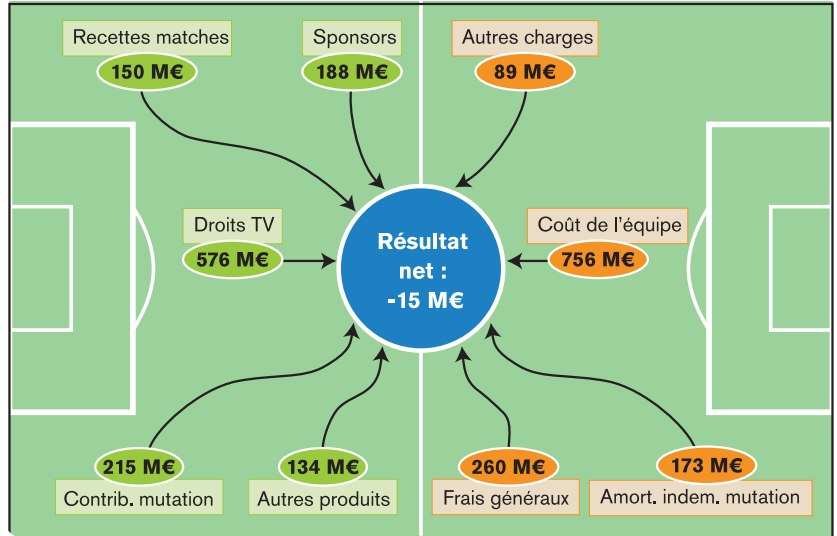 Recettes matches
150 M€
Sponsors
188 M€
Autres charges
89 M€
Droits TV
576 M€
Résultat
net :
-15 M€
Coût de l'équipe
756 M€
215 M€
Contrib. mutation
134 M€
Autres produits
260 M€
Frais généraux
173 M€
Amort. indem. mutation